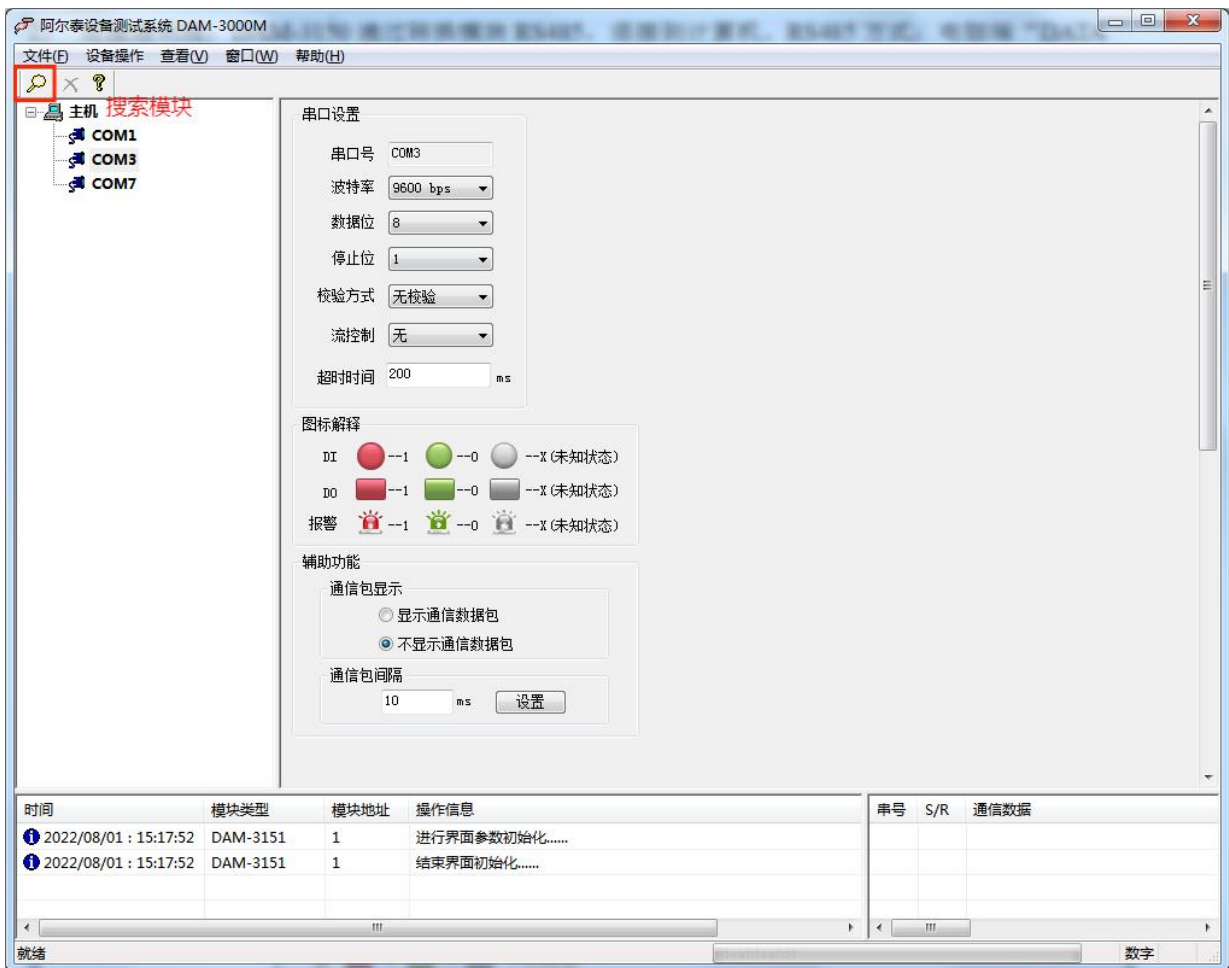 阿尔泰设备测试系统 DAM-3000M
文件(F) 设备操作 查看(V) 窗口(W) 帮助(H)
主机 搜索模块
COM1
COM3
COM7
串口设置
串口号 COM3
波特率 9600 bps
数据位 8
停止位 1
校验方式 无校验
流控制 无
超时时间 200 ms
图标解释
DI --1 --0 --X(未知状态)
DO --1 --0 --X(未知状态)
报警 --1 --0 --X(未知状态)
辅助功能
通信包显示
显示通信数据包
不显示通信数据包
通信包间隔
10 ms 设置
时间 模块类型 模块地址 操作信息 串号 S/R 通信数据
2022/08/01 : 15:17:52 DAM-3151 1 进行界面参数初始化......
2022/08/01 : 15:17:52 DAM-3151 1 结束界面初始化......
就绪 数字